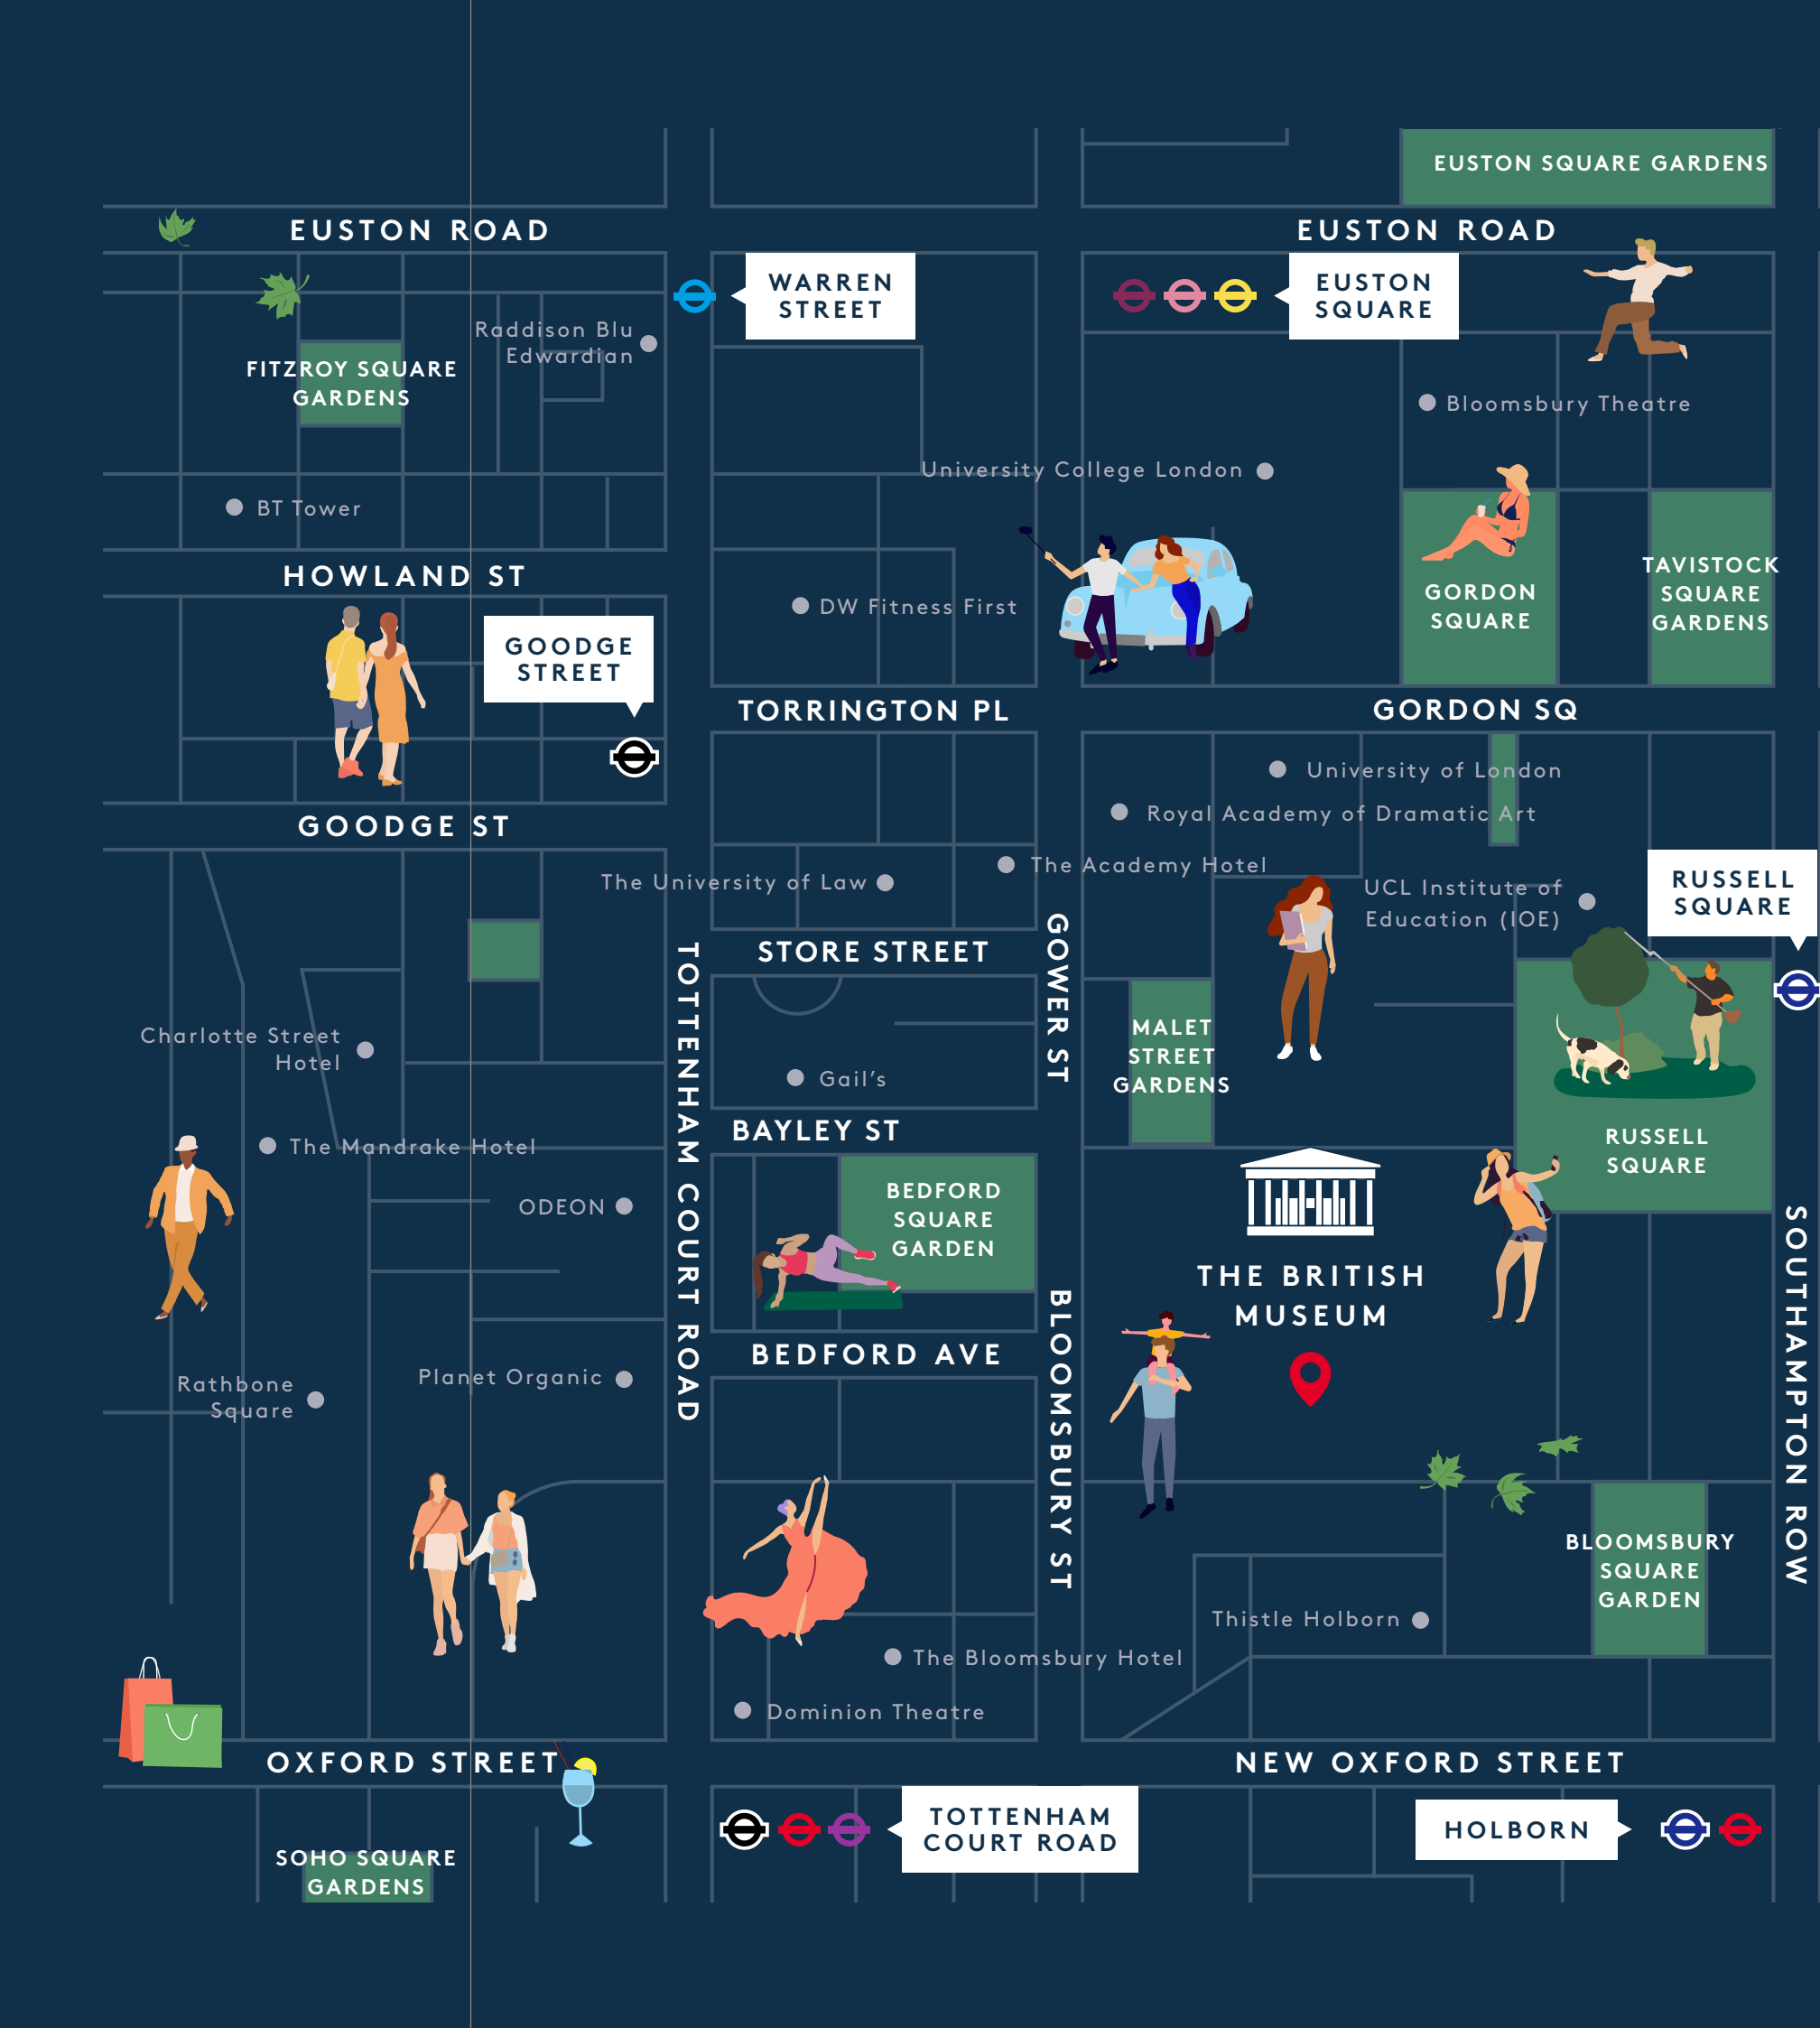 EUSTON SQUARE GARDENS
EUSTON ROAD
EUSTON ROAD
WARREN
STREET
EUSTON
SQUARE
Raddison Blu
Edwardian
FITZROY SQUARE
GARDENS
Bloomsbury Theatre
University College London
BT Tower
HOWLAND ST
TAVISTOCK
SQUARE
GARDENS
GORDON
SQUARE
DW Fitness First
GOODGE
STREET
TORRINGTON PL
GORDON SQ
University of London
Royal Academy of Dramatic Art
GOODGE ST
The Academy Hotel
The University of Law
UCL Institute of
Education (IOE)
RUSSELL
SQUARE
STORE STREET
GOWER ST
TOTTENHAM COURT ROAD
Charlotte Street
Hotel
MALET
STREET
GARDENS
Gail's
BAYLEY ST
The Mandrake Hotel
RUSSELL
SQUARE
BEDFORD
SQUARE
GARDEN
ODEON
THE BRITISH
MUSEUM
SOUTHAMPTON ROW
BLOOMSBURY ST
BEDFORD AVE
Planet Organic
Rathbone
Square
BLOOMSBURY
SQUARE
GARDEN
Thistle Holborn
The Bloomsbury Hotel
Dominion Theatre
OXFORD STREET
NEW OXFORD STREET
TOTTENHAM
COURT ROAD
HOLBORN
SOHO SQUARE
GARDENS